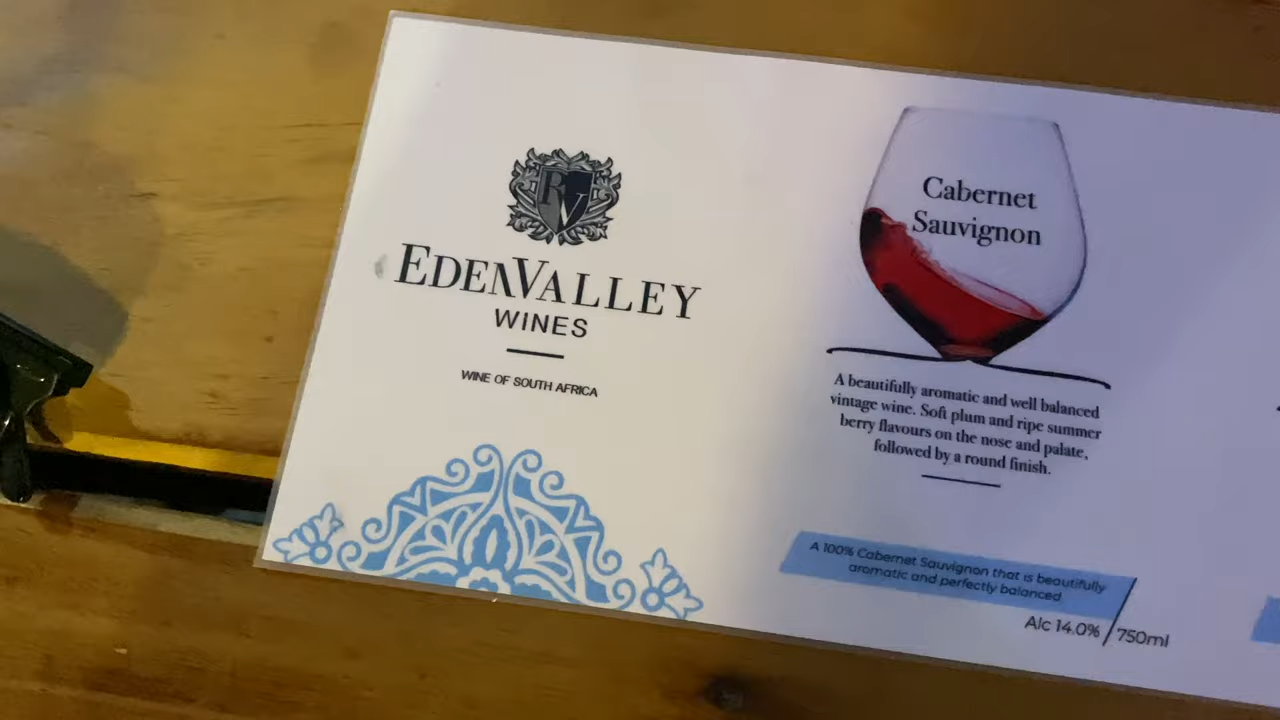 RV
EDENVALLEY
WINES
WINE OF SOUTH AFRICA
Cabernet
Sauvignon
A beautifully aromatic and well balanced
vintage wine. Soft plum and ripe summer
berry flavours on the nose and palate,
followed by a round finish.
A 100% Cabernet Sauvignon that is beautifully
aromatic and perfectly balanced
Alc 14.0% / 750ml